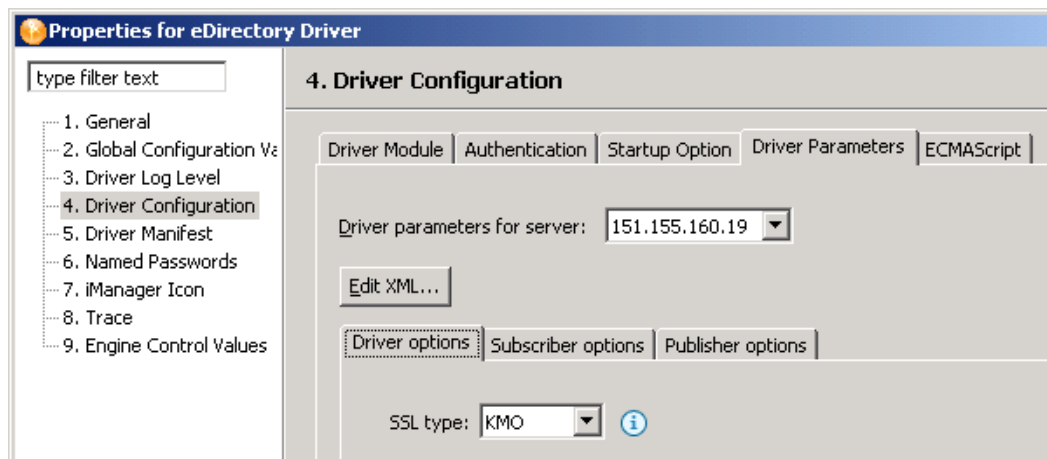 Properties for eDirectory Driver
type filter text
1. General
2. Global Configuration Va
3. Driver Log Level
4. Driver Configuration
5. Driver Manifest
6. Named Passwords
7. iManager Icon
8. Trace
9. Engine Control Values
4. Driver Configuration
Driver Module Authentication Startup Option Driver Parameters ECMAScript
Driver parameters for server: 151.155.160.19
Edit XML...
Driver options Subscriber options Publisher options
SSL type: KMO